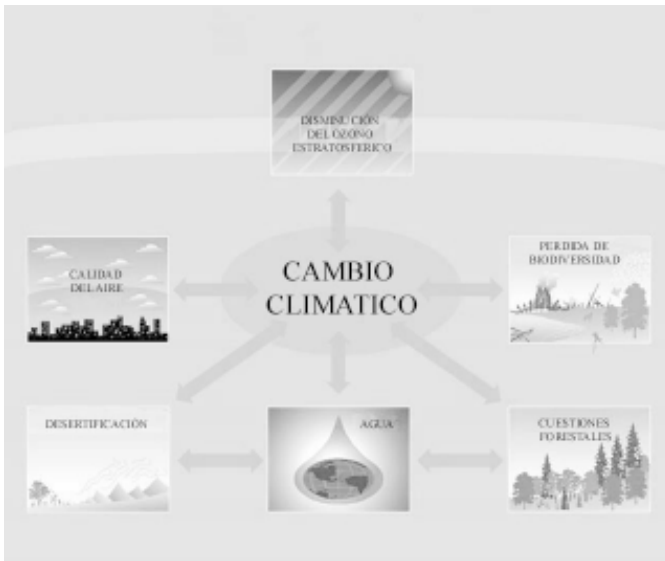 DISMINUCIÓN
DEL OZONO
ESTRATOSFERICO
CALIDAD
DEL AIRE
CAMBIO
CLIMATICO
PERDIDA DE
BIODIVERSIDAD
DESERTIFICACIÓN
AGUA
CUESTIONES
FORESTALES